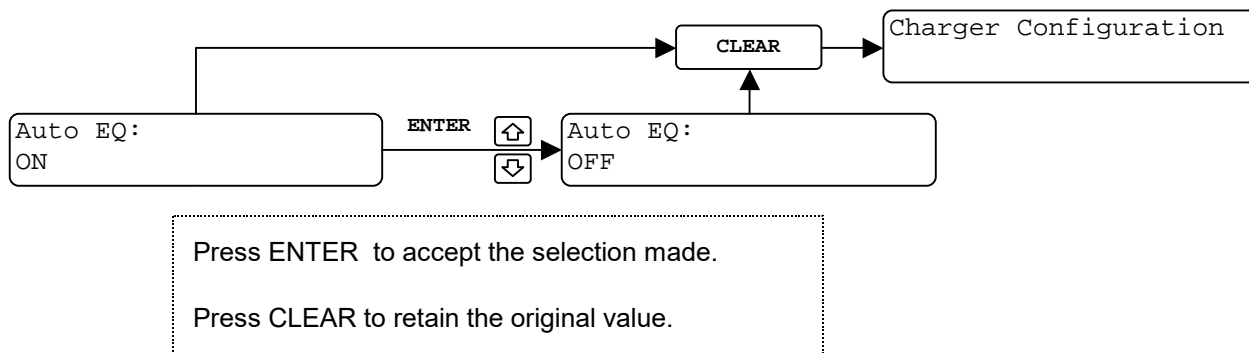 Charger Configuration
CLEAR
Auto EQ:
ON
ENTER
Auto EQ:
OFF
Press ENTER  to accept the selection made.
Press CLEAR to retain the original value.